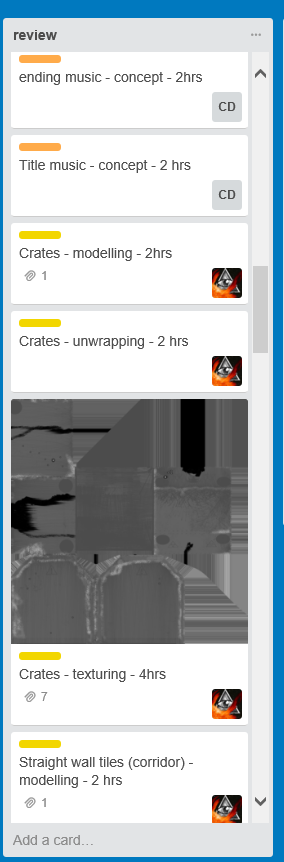 review
ending music - concept - 2hrs
CD
Title music - concept - 2 hrs
CD
Crates - modelling - 2hrs
1
Crates - unwrapping - 2 hrs
Crates - texturing - 4hrs
7
Straight wall tiles (corridor) -
modelling - 2 hrs
1
Add a card...